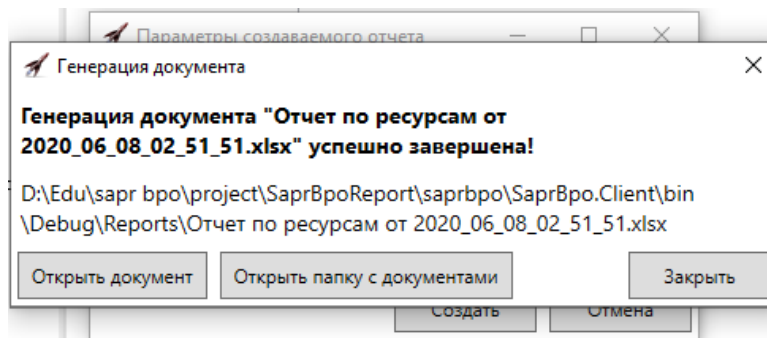 Параметры создаваемого отчета
Генерация документа
Генерация документа "Отчет по ресурсам от
2020_06_08_02_51_51.xlsx" успешно завершена!
D:\Edu\sapr bpo\project\SaprBpoReport\saprbpo\SaprBpo.Client\bin
\Debug\Reports\Отчет по ресурсам от 2020_06_08_02_51_51.xlsx
Открыть документ Открыть папку с документами Закрыть
Создать Отмена